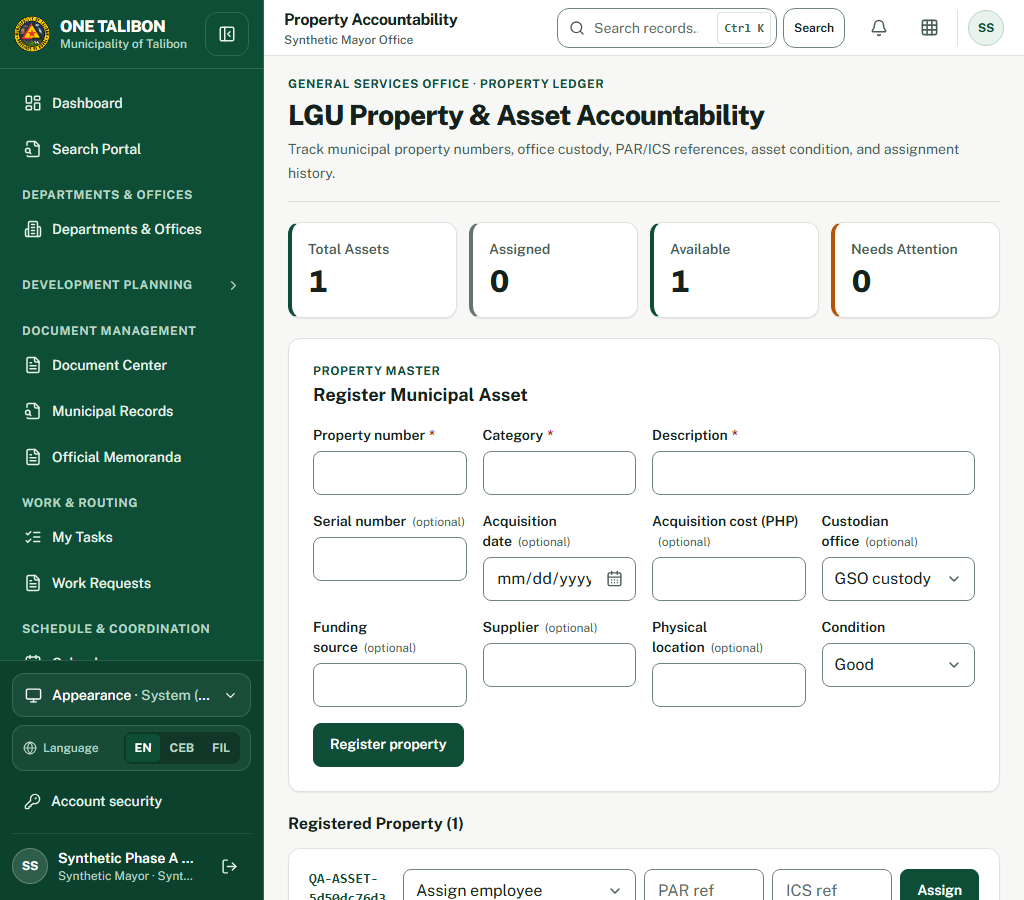 ONE TALIBON
Municipality of Talibon
Dashboard
Search Portal
DEPARTMENTS & OFFICES
Departments & Offices
DEVELOPMENT PLANNING
DOCUMENT MANAGEMENT
Document Center
Municipal Records
Official Memoranda
WORK & ROUTING
My Tasks
Work Requests
SCHEDULE & COORDINATION
Appearance · System (...
Language EN CEB FIL
Account security
SS Synthetic Phase A ...
Synthetic Mayor · Synt...
Property Accountability
Synthetic Mayor Office
Search records.. Ctrl K Search SS
GENERAL SERVICES OFFICE · PROPERTY LEDGER
LGU Property & Asset Accountability
Track municipal property numbers, office custody, PAR/ICS references, asset condition, and assignment
history.
Total Assets Assigned Available Needs Attention
1 0 1 0
PROPERTY MASTER
Register Municipal Asset
Property number * Category * Description *
Serial number (optional) Acquisition date (optional) Acquisition cost (PHP) (optional) Custodian office (optional)
mm/dd/yyyy GSO custody
Funding source (optional) Supplier (optional) Physical location (optional) Condition
Good
Register property
Registered Property (1)
QA-ASSET-
5d50dc76d3
Assign employee PAR ref ICS ref Assign